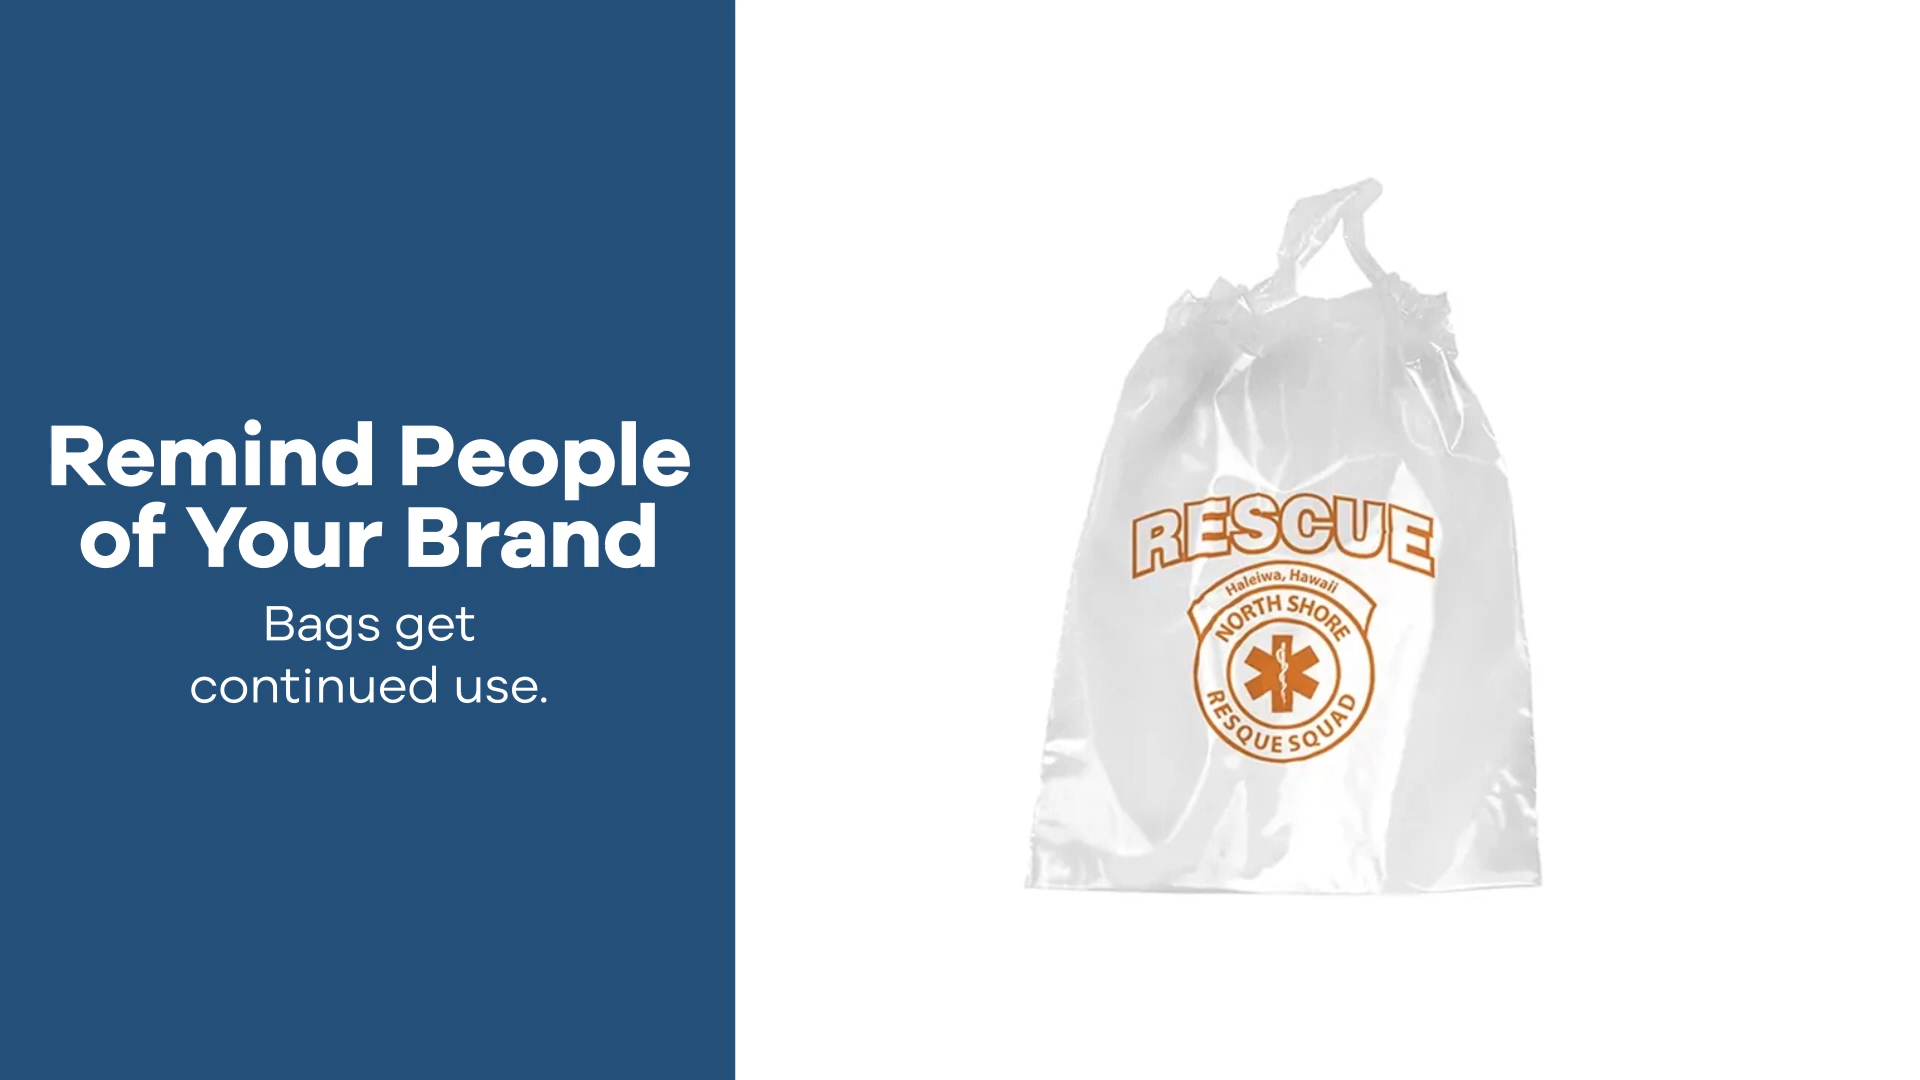 Remind People
of Your Brand
Bags get
continued use.
RESCUE
Haleiwa, Hawaii
NORTH SHORE
RESQUE SQUAD